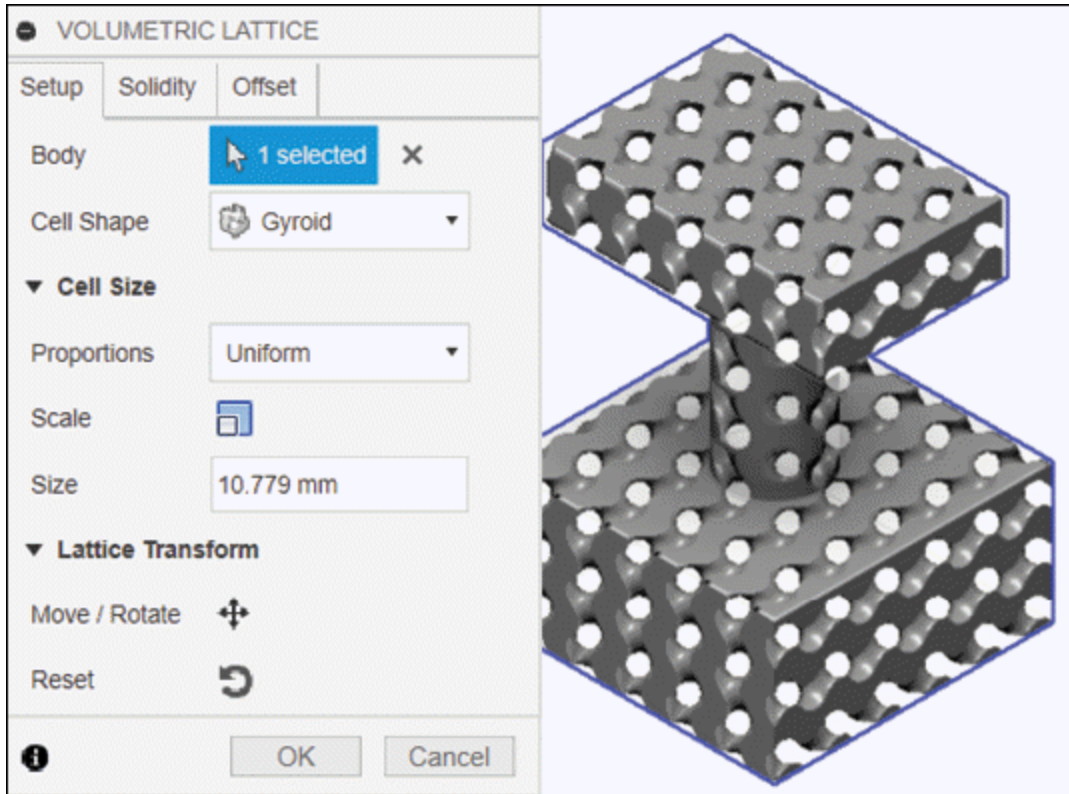 VOLUMETRIC LATTICE
Setup Solidity Offset
Body 1 selected
Cell Shape Gyroid
Cell Size
Proportions Uniform
Scale
Size 10.779 mm
Lattice Transform
Move / Rotate
Reset
OK Cancel